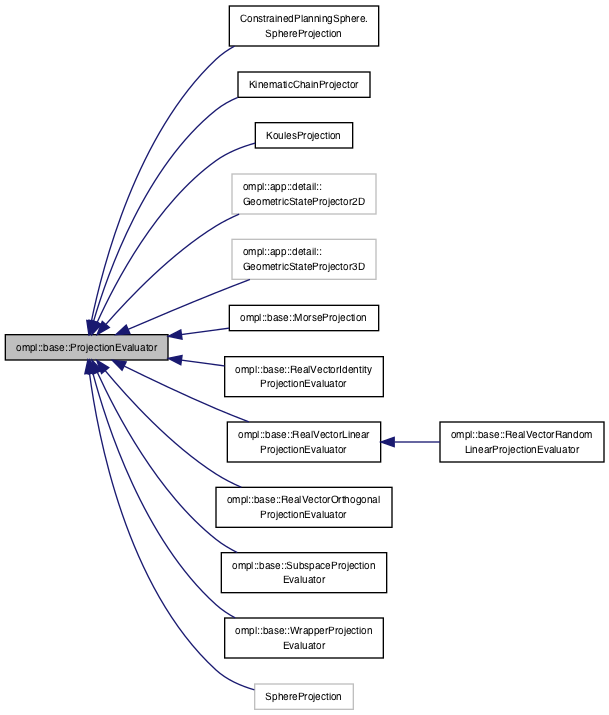 ConstrainedPlanningSphere.
SphereProjection
KinematicChainProjector
KoulesProjection
ompl::app::detail::
GeometricStateProjector2D
ompl::app::detail::
GeometricStateProjector3D
ompl::base::MorseProjection
ompl::base::ProjectionEvaluator
ompl::base::RealVectorIdentity
ProjectionEvaluator
ompl::base::RealVectorLinear
ProjectionEvaluator
ompl::base::RealVectorRandom
LinearProjectionEvaluator
ompl::base::RealVectorOrthogonal
ProjectionEvaluator
ompl::base::SubspaceProjection
Evaluator
ompl::base::WrapperProjection
Evaluator
SphereProjection